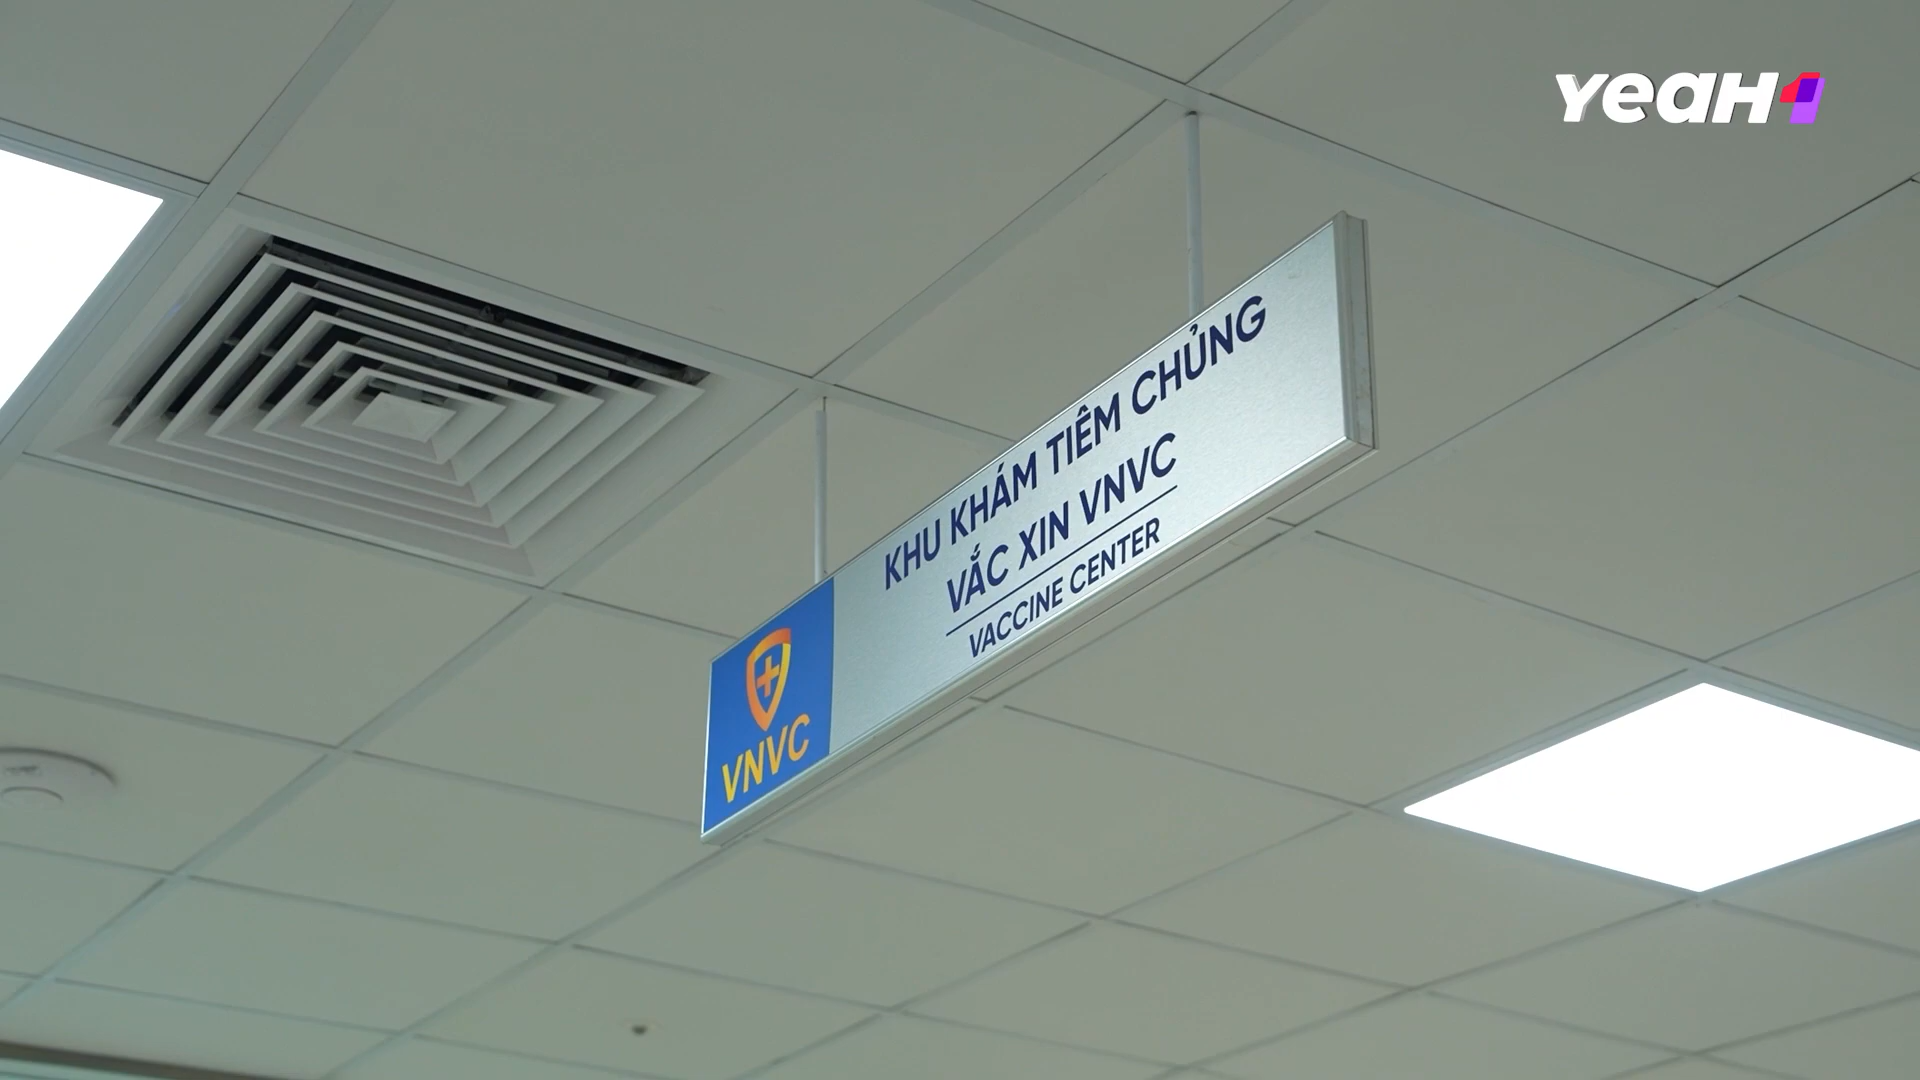 YEAH1
KHU KHÁM TIÊM CHỦNG
VẮC XIN VNVC
VACCINE CENTER
VNVC